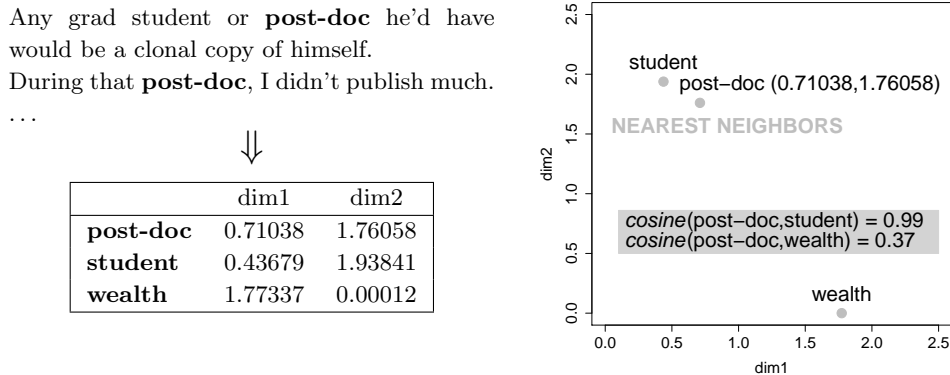 Any grad student or post-doc he'd have
would be a clonal copy of himself.
During that post-doc, I didn't publish much.
...
⇓
dim1 dim2
post-doc 0.71038 1.76058
student 0.43679 1.93841
wealth 1.77337 0.00012
2.5
2.0
1.5
1.0
0.5
0.0
dim2
student
post−doc (0.71038,1.76058)
NEAREST NEIGHBORS
cosine(post−doc,student) = 0.99
cosine(post−doc,wealth) = 0.37
wealth
0.0 0.5 1.0 1.5 2.0 2.5
dim1